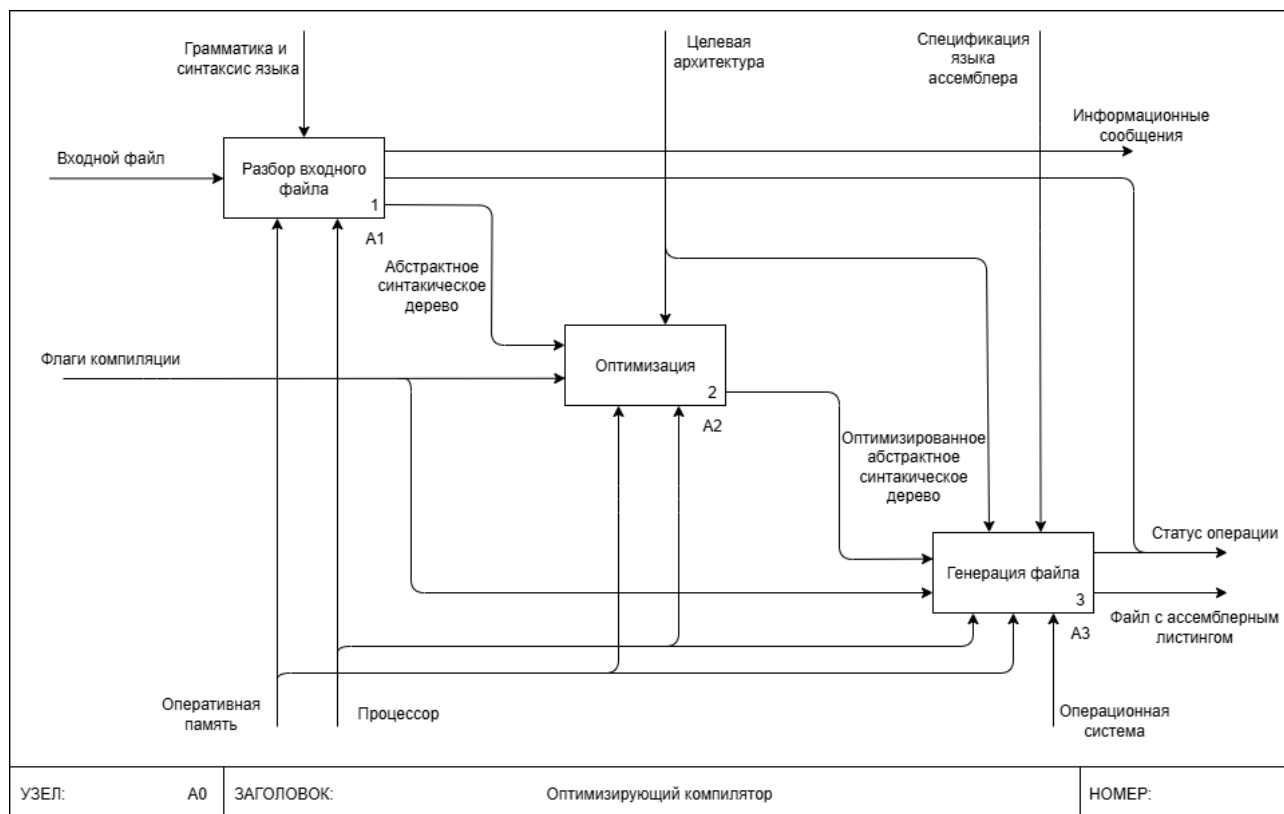 Грамматика и
синтаксис языка
Целевая
архитектура
Спецификация
языка
ассемблера
Информационные
сообщения
Входной файл
Разбор входного
файла
1
A1
Абстрактное
синтакическое
дерево
Флаги компиляции
Оптимизация
2
A2
Оптимизированное
абстрактное
синтакическое
дерево
Статус операции
Генерация файла
3
A3
Файл с ассемблерным
листингом
Оперативная
память
Процессор
Операционная
система
УЗЕЛ: A0 ЗАГОЛОВОК: Оптимизирующий компилятор НОМЕР: